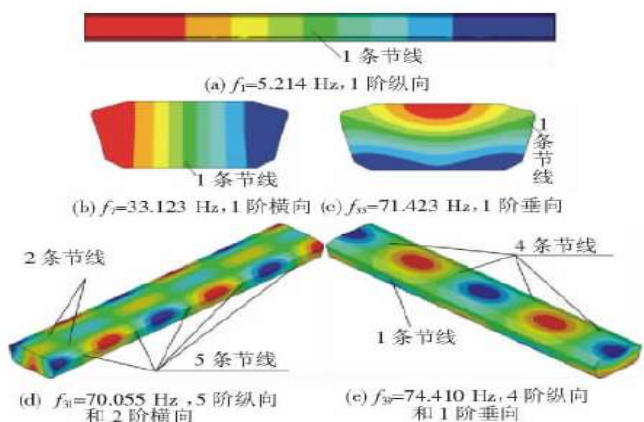 1 条节线
(a) f₁=5.214 Hz, 1 阶纵向
1 条节线
1 条节线
(b) f₇=33.123 Hz, 1 阶横向
(c) f₃₅=71.423 Hz, 1 阶垂向
2 条节线
5 条节线
4 条节线
1 条节线
(d) f₃₁=70.055 Hz, 5 阶纵向
和 2 阶横向
(e) f₃₉=74.410 Hz, 4 阶纵向
和 1 阶垂向